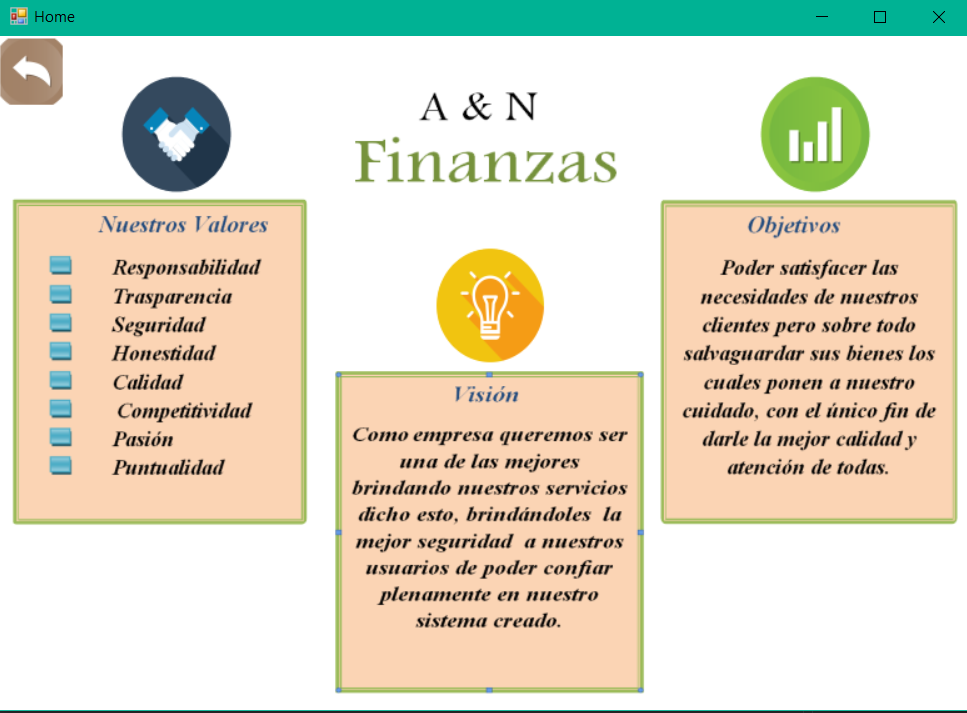 Home
A & N
Finanzas
Nuestros Valores
Responsabilidad
Trasparencia
Seguridad
Honestidad
Calidad
Competitividad
Pasión
Puntualidad
Visión
Como empresa queremos ser
una de las mejores
brindando nuestros servicios
dicho esto, brindándoles la
mejor seguridad a nuestros
usuarios de poder confiar
plenamente en nuestro
sistema creado.
Objetivos
Poder satisfacer las
necesidades de nuestros
clientes pero sobre todo
salvaguardar sus bienes los
cuales ponen a nuestro
cuidado, con el único fin de
darle la mejor calidad y
atención de todas.